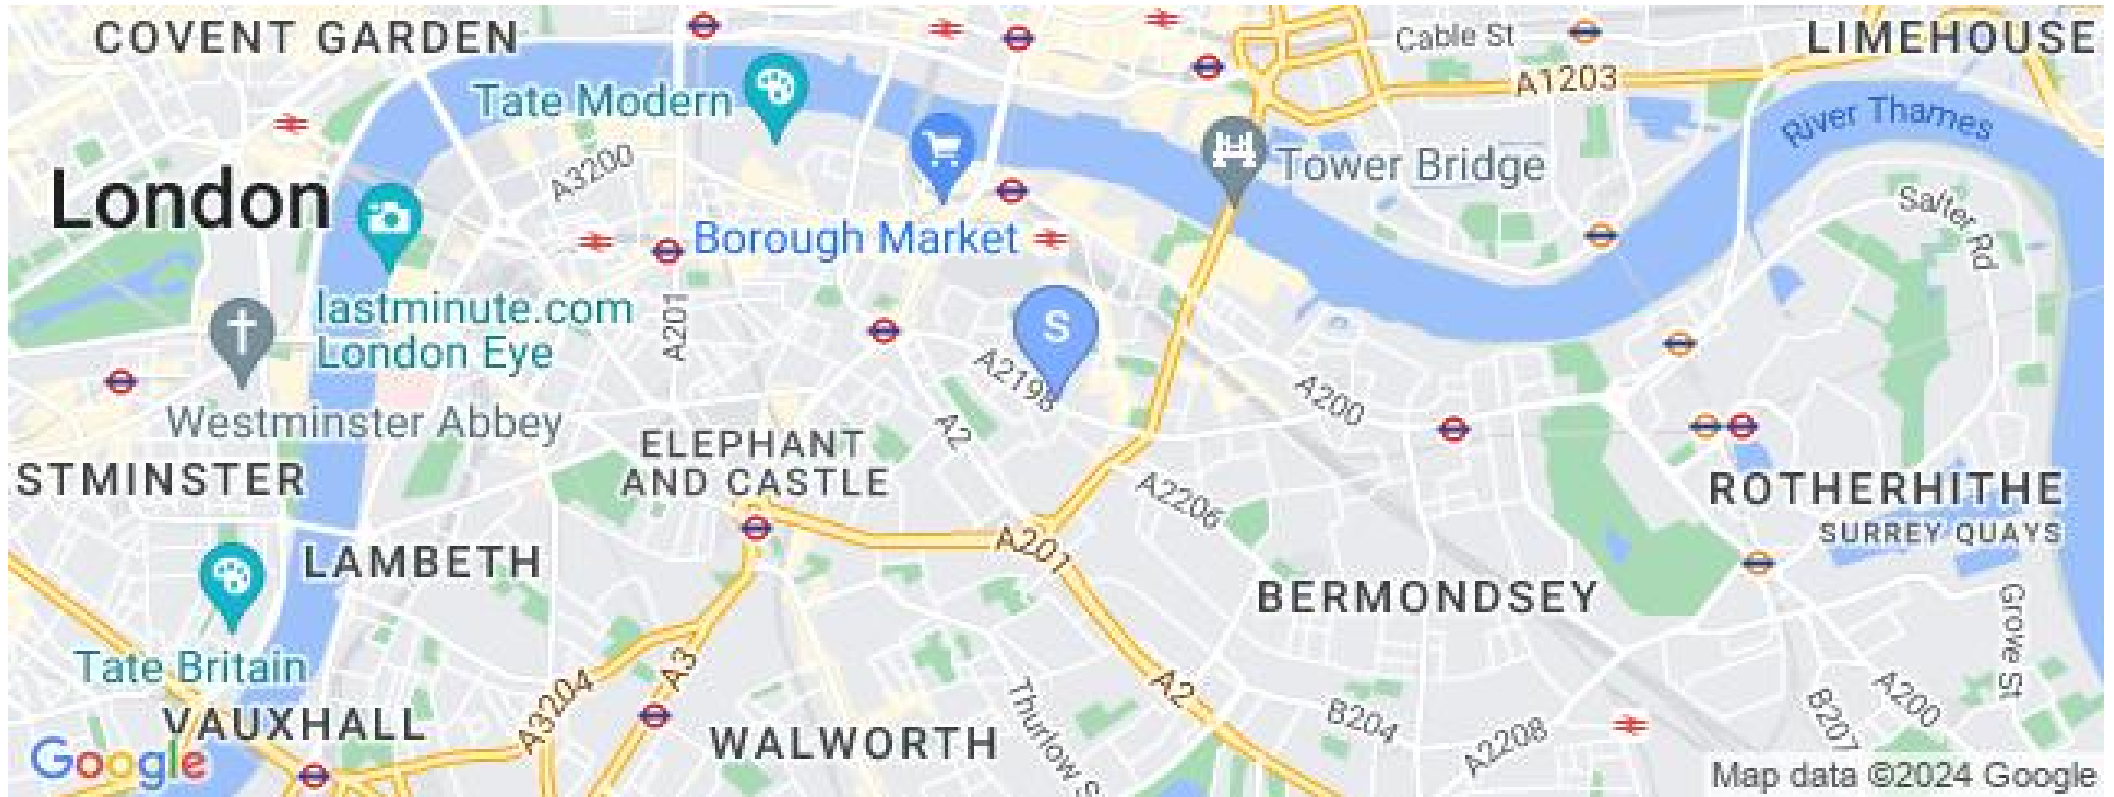 COVENT GARDEN
Cable St
LIMEHOUSE
Tate Modern
A1203
River Thames
A3200
Tower Bridge
London
Salter Rd
Borough Market
lastminute.com
London Eye
A201
S
A2198
A200
Westminster Abbey
A2
ELEPHANT
AND CASTLE
STMINSTER
A2206
ROTHERHITHE
SURREY QUAYS
A201
LAMBETH
BERMONDSEY
Grove St
Tate Britain
A3
A2
A3204
Thurlow S
B204
B207
A200
VAUXHALL
WALWORTH
A2208
Google
Map data ©2024 Google